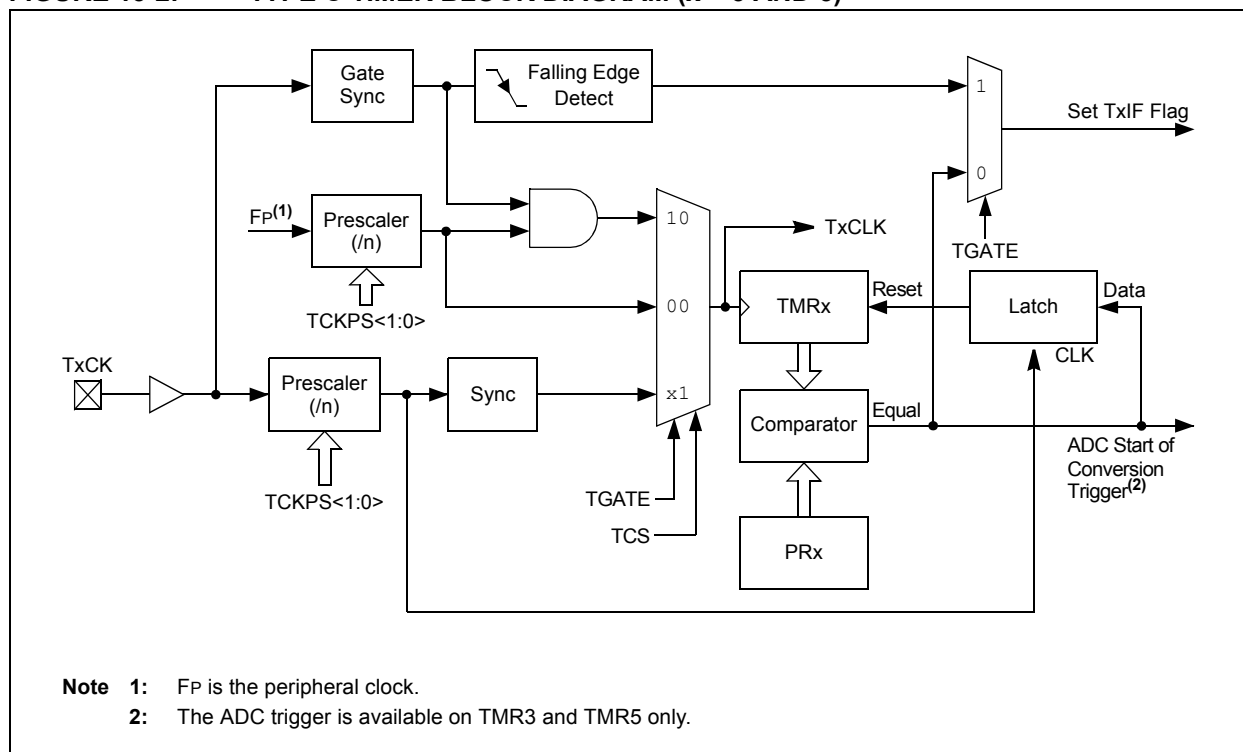 Gate
Sync
Falling Edge
Detect
1
Set TxIF Flag
0
FP(1)
Prescaler
(/n)
10
TxCLK
TGATE
TCKPS<1:0>
00
TMRx
Reset
Latch
Data
CLK
TxCK
Prescaler
(/n)
Sync
x1
Comparator
Equal
ADC Start of
Conversion
Trigger(2)
TCKPS<1:0>
TGATE
TCS
PRx
Note 1: FP is the peripheral clock.
2: The ADC trigger is available on TMR3 and TMR5 only.